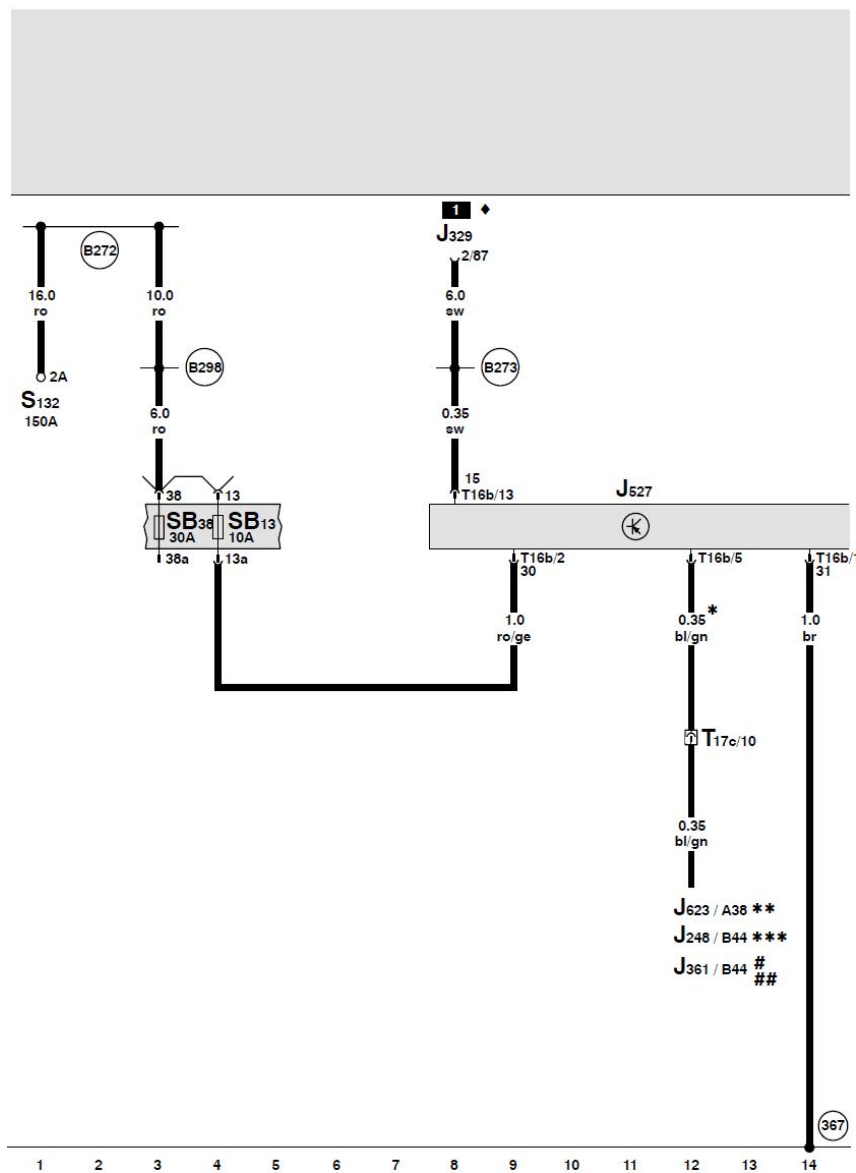 1 ♦
J329
2/87
B272
16.0
ro
10.0
ro
6.0
sw
B298
B273
2A
S132
150A
6.0
ro
0.35
sw
15
T16b/13
J527
38
13
SB38
30A
SB13
10A
38a
13a
T16b/2
30
T16b/5
T16b/1
31
1.0
ro/ge
0.35 *
bl/gn
1.0
br
T17c/10
0.35
bl/gn
J623 / A38 **
J248 / B44 ***
J361 / B44 #
##
367
1 2 3 4 5 6 7 8 9 10 11 12 13 14